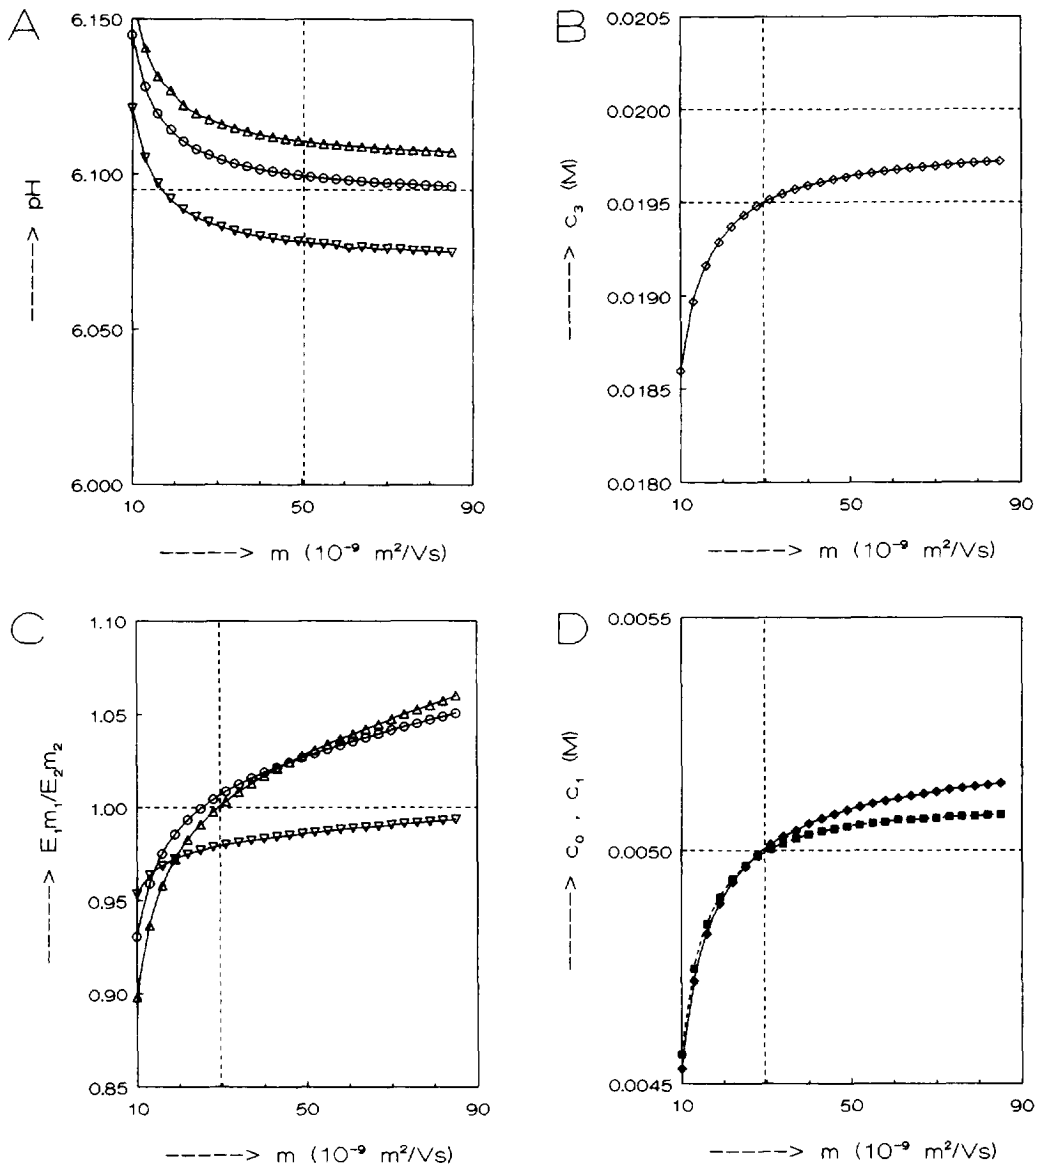 A
6.150
6.100
6.050
6.000
-----> pH
10
50
90
-----> m (10⁻⁹ m²/Vs)
B
0.0205
0.0200
0.0195
0.0190
0.0185
0.0180
-----> c₃ (M)
10
50
90
-----> m (10⁻⁹ m²/Vs)
C
1.10
1.05
1.00
0.95
0.90
0.85
-----> E₁m₁/E₂m₂
10
50
90
-----> m (10⁻⁹ m²/Vs)
D
0.0055
0.0050
0.0045
-----> c₀ , c₁ (M)
10
50
90
-----> m (10⁻⁹ m²/Vs)